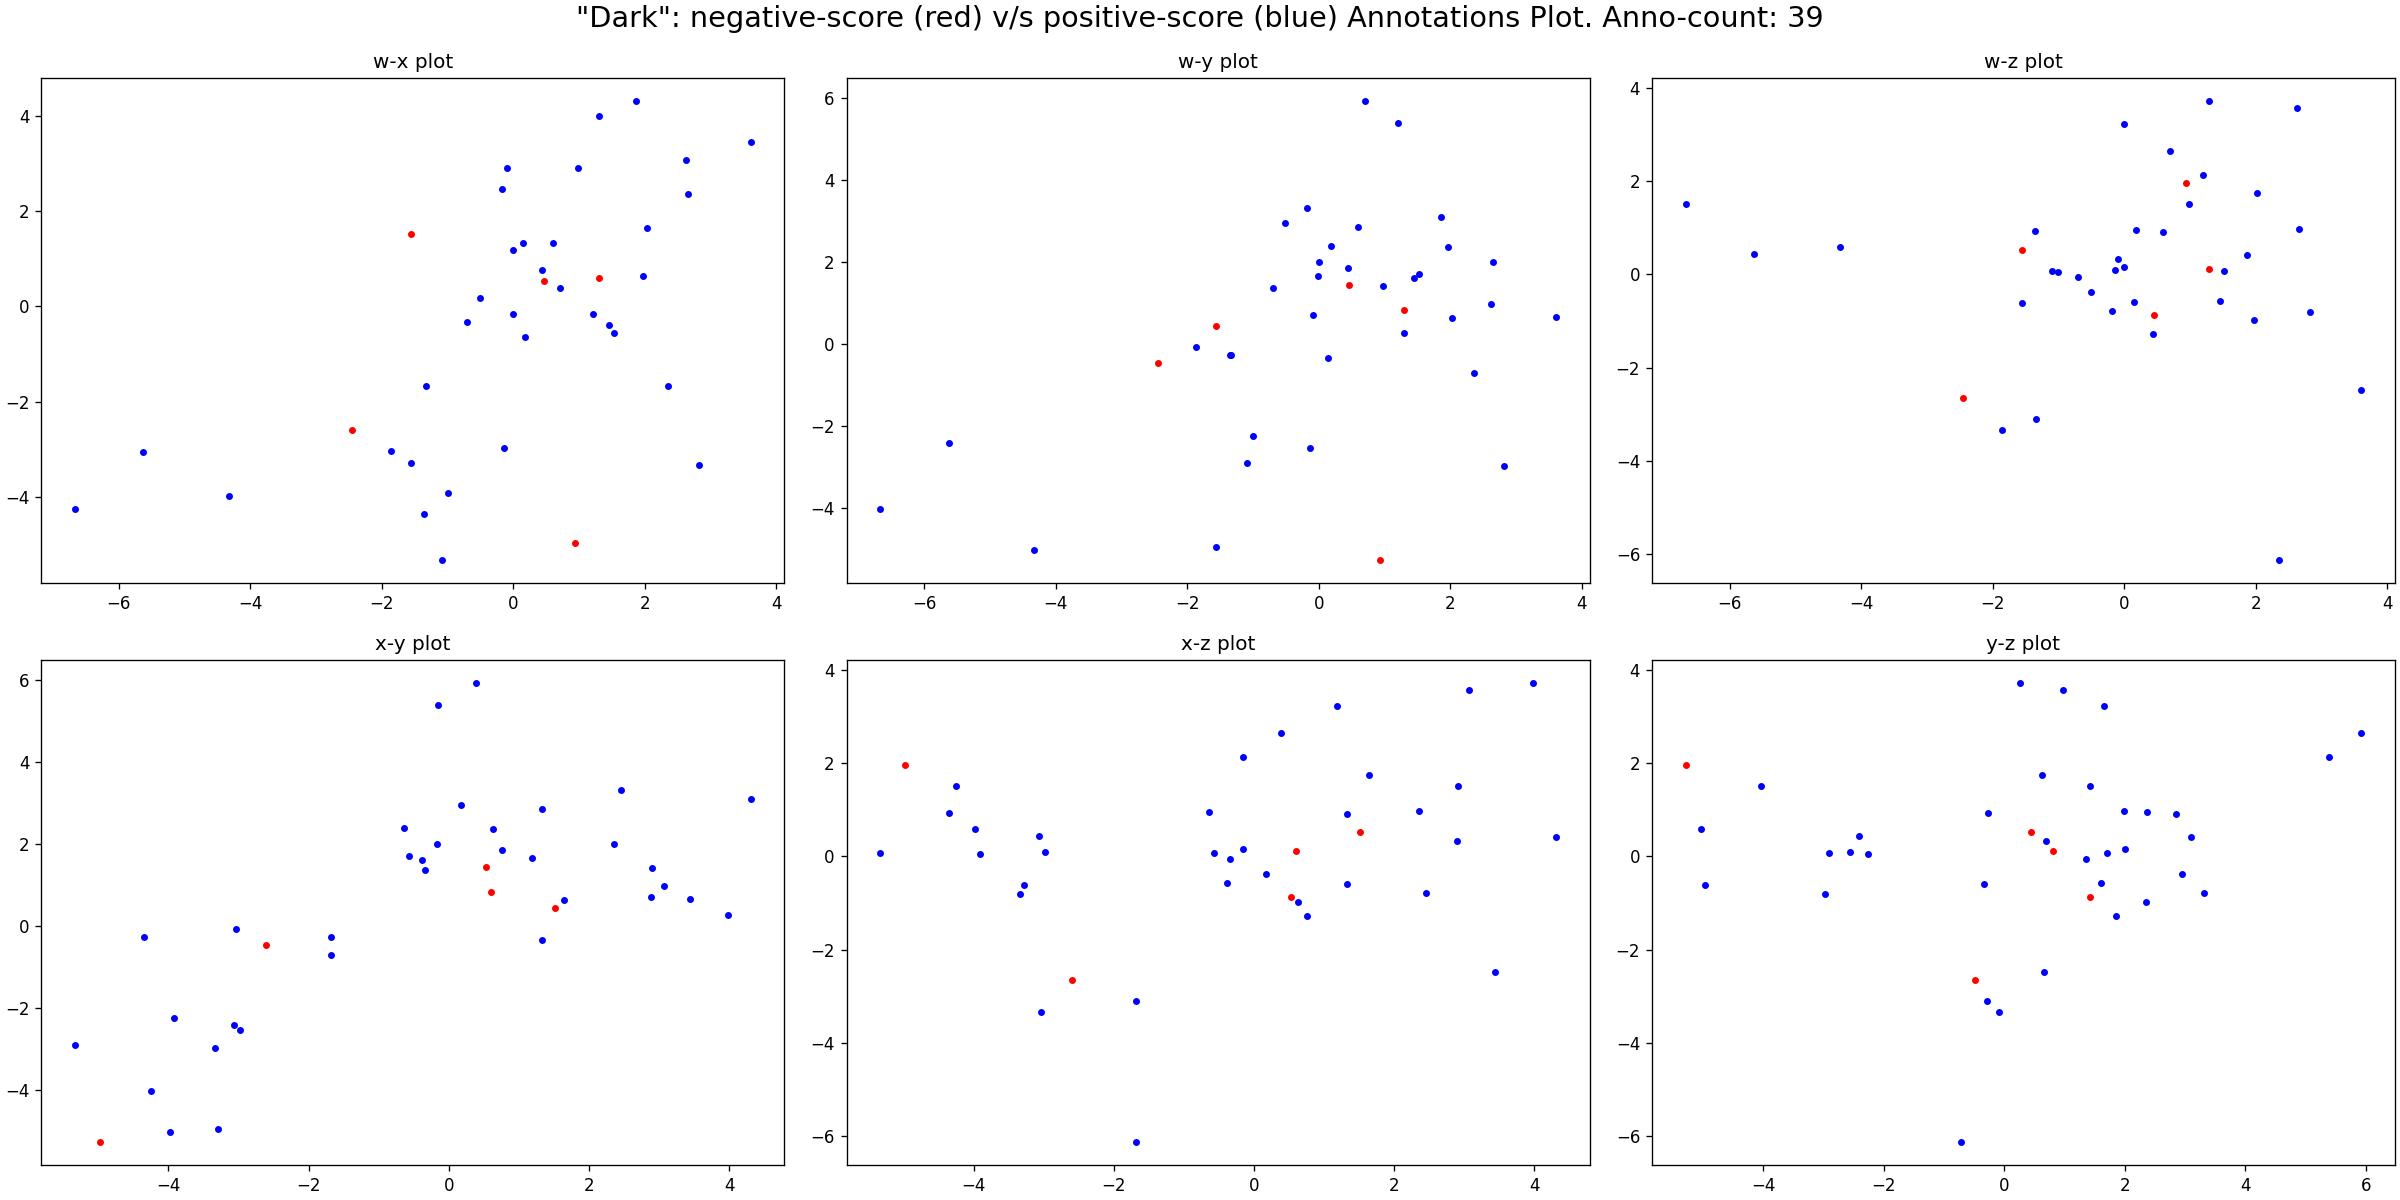 "Dark": negative-score (red) v/s positive-score (blue) Annotations Plot. Anno-count: 39
w-x plot
4
2
0
−2
−4
−6 −4 −2 0 2 4
w-y plot
6
4
2
0
−2
−4
−6 −4 −2 0 2 4
w-z plot
4
2
0
−2
−4
−6
−6 −4 −2 0 2 4
x-y plot
6
4
2
0
−2
−4
−4 −2 0 2 4
x-z plot
4
2
0
−2
−4
−6
−4 −2 0 2 4
y-z plot
4
2
0
−2
−4
−6
−4 −2 0 2 4 6